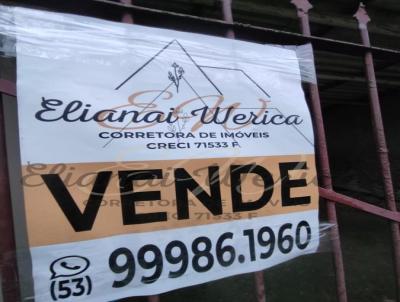 Elianai Werica
CORRETORA DE IMÓVEIS
CRECI 71533 F
VENDE
(53) 99986.1960